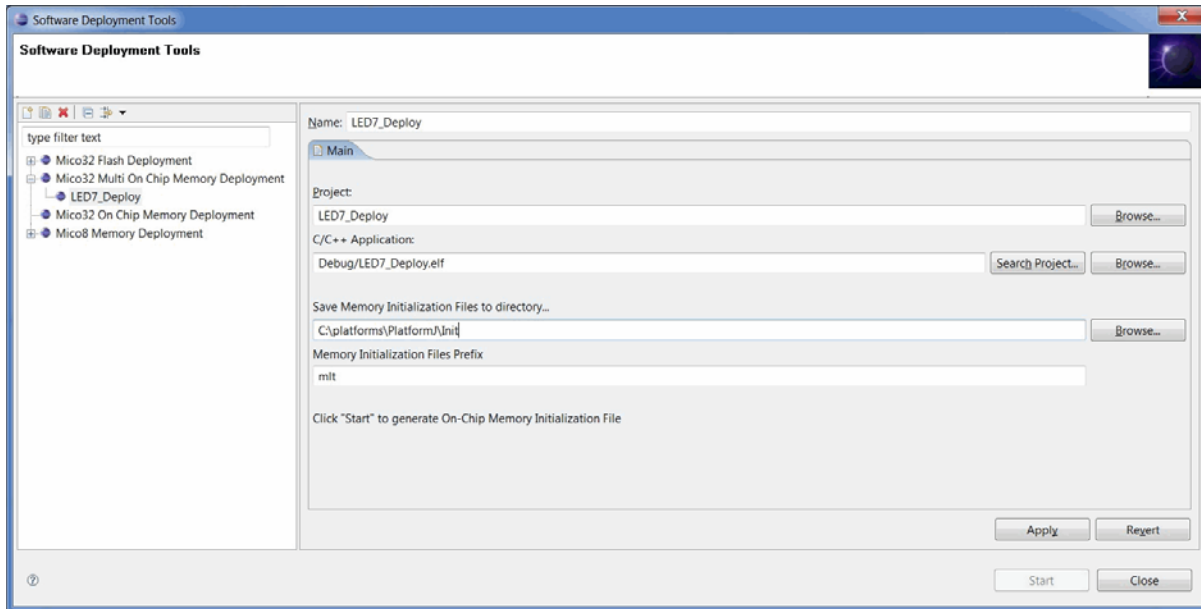 Software Deployment Tools
X
Software Deployment Tools
type filter text
Mico32 Flash Deployment
Mico32 Multi On Chip Memory Deployment
LED7_Deploy
Mico32 On Chip Memory Deployment
Mico8 Memory Deployment
Name: LED7_Deploy
Main
Project:
LED7_Deploy Browse...
C/C++ Application:
Debug/LED7_Deploy.elf Search Project... Browse...
Save Memory Initialization Files to directory...
C:\platforms\PlatformJ\Init Browse...
Memory Initialization Files Prefix
mIt
Click "Start" to generate On-Chip Memory Initialization File
Apply Revert
? Start Close